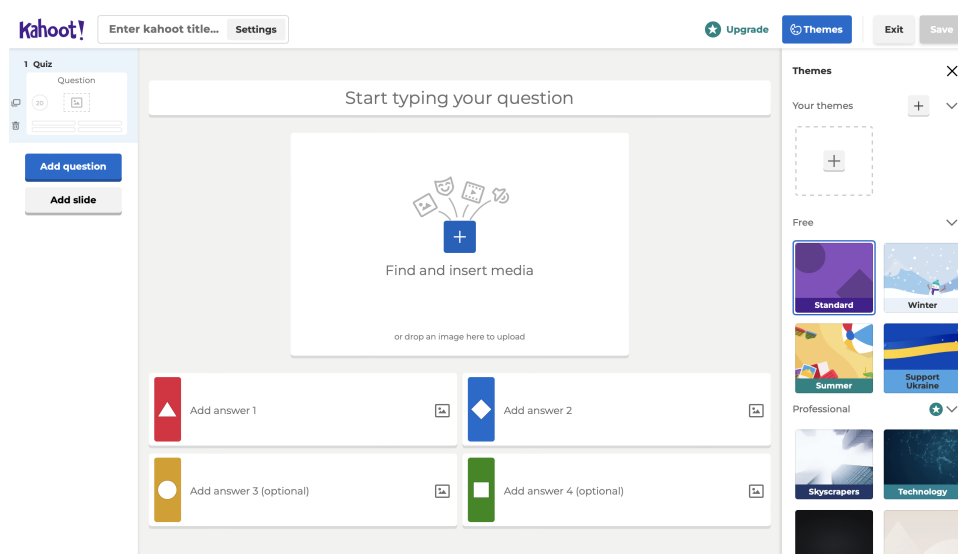 Kahoot!
Enter kahoot title... Settings
Upgrade
Themes
Exit
Save
1 Quiz
Question
20
Add question
Add slide
Start typing your question
Find and insert media
or drop an image here to upload
Add answer 1
Add answer 2
Add answer 3 (optional)
Add answer 4 (optional)
Themes
Your themes
Free
Standard
Winter
Summer
Support
Ukraine
Professional
Skyscrapers
Technology